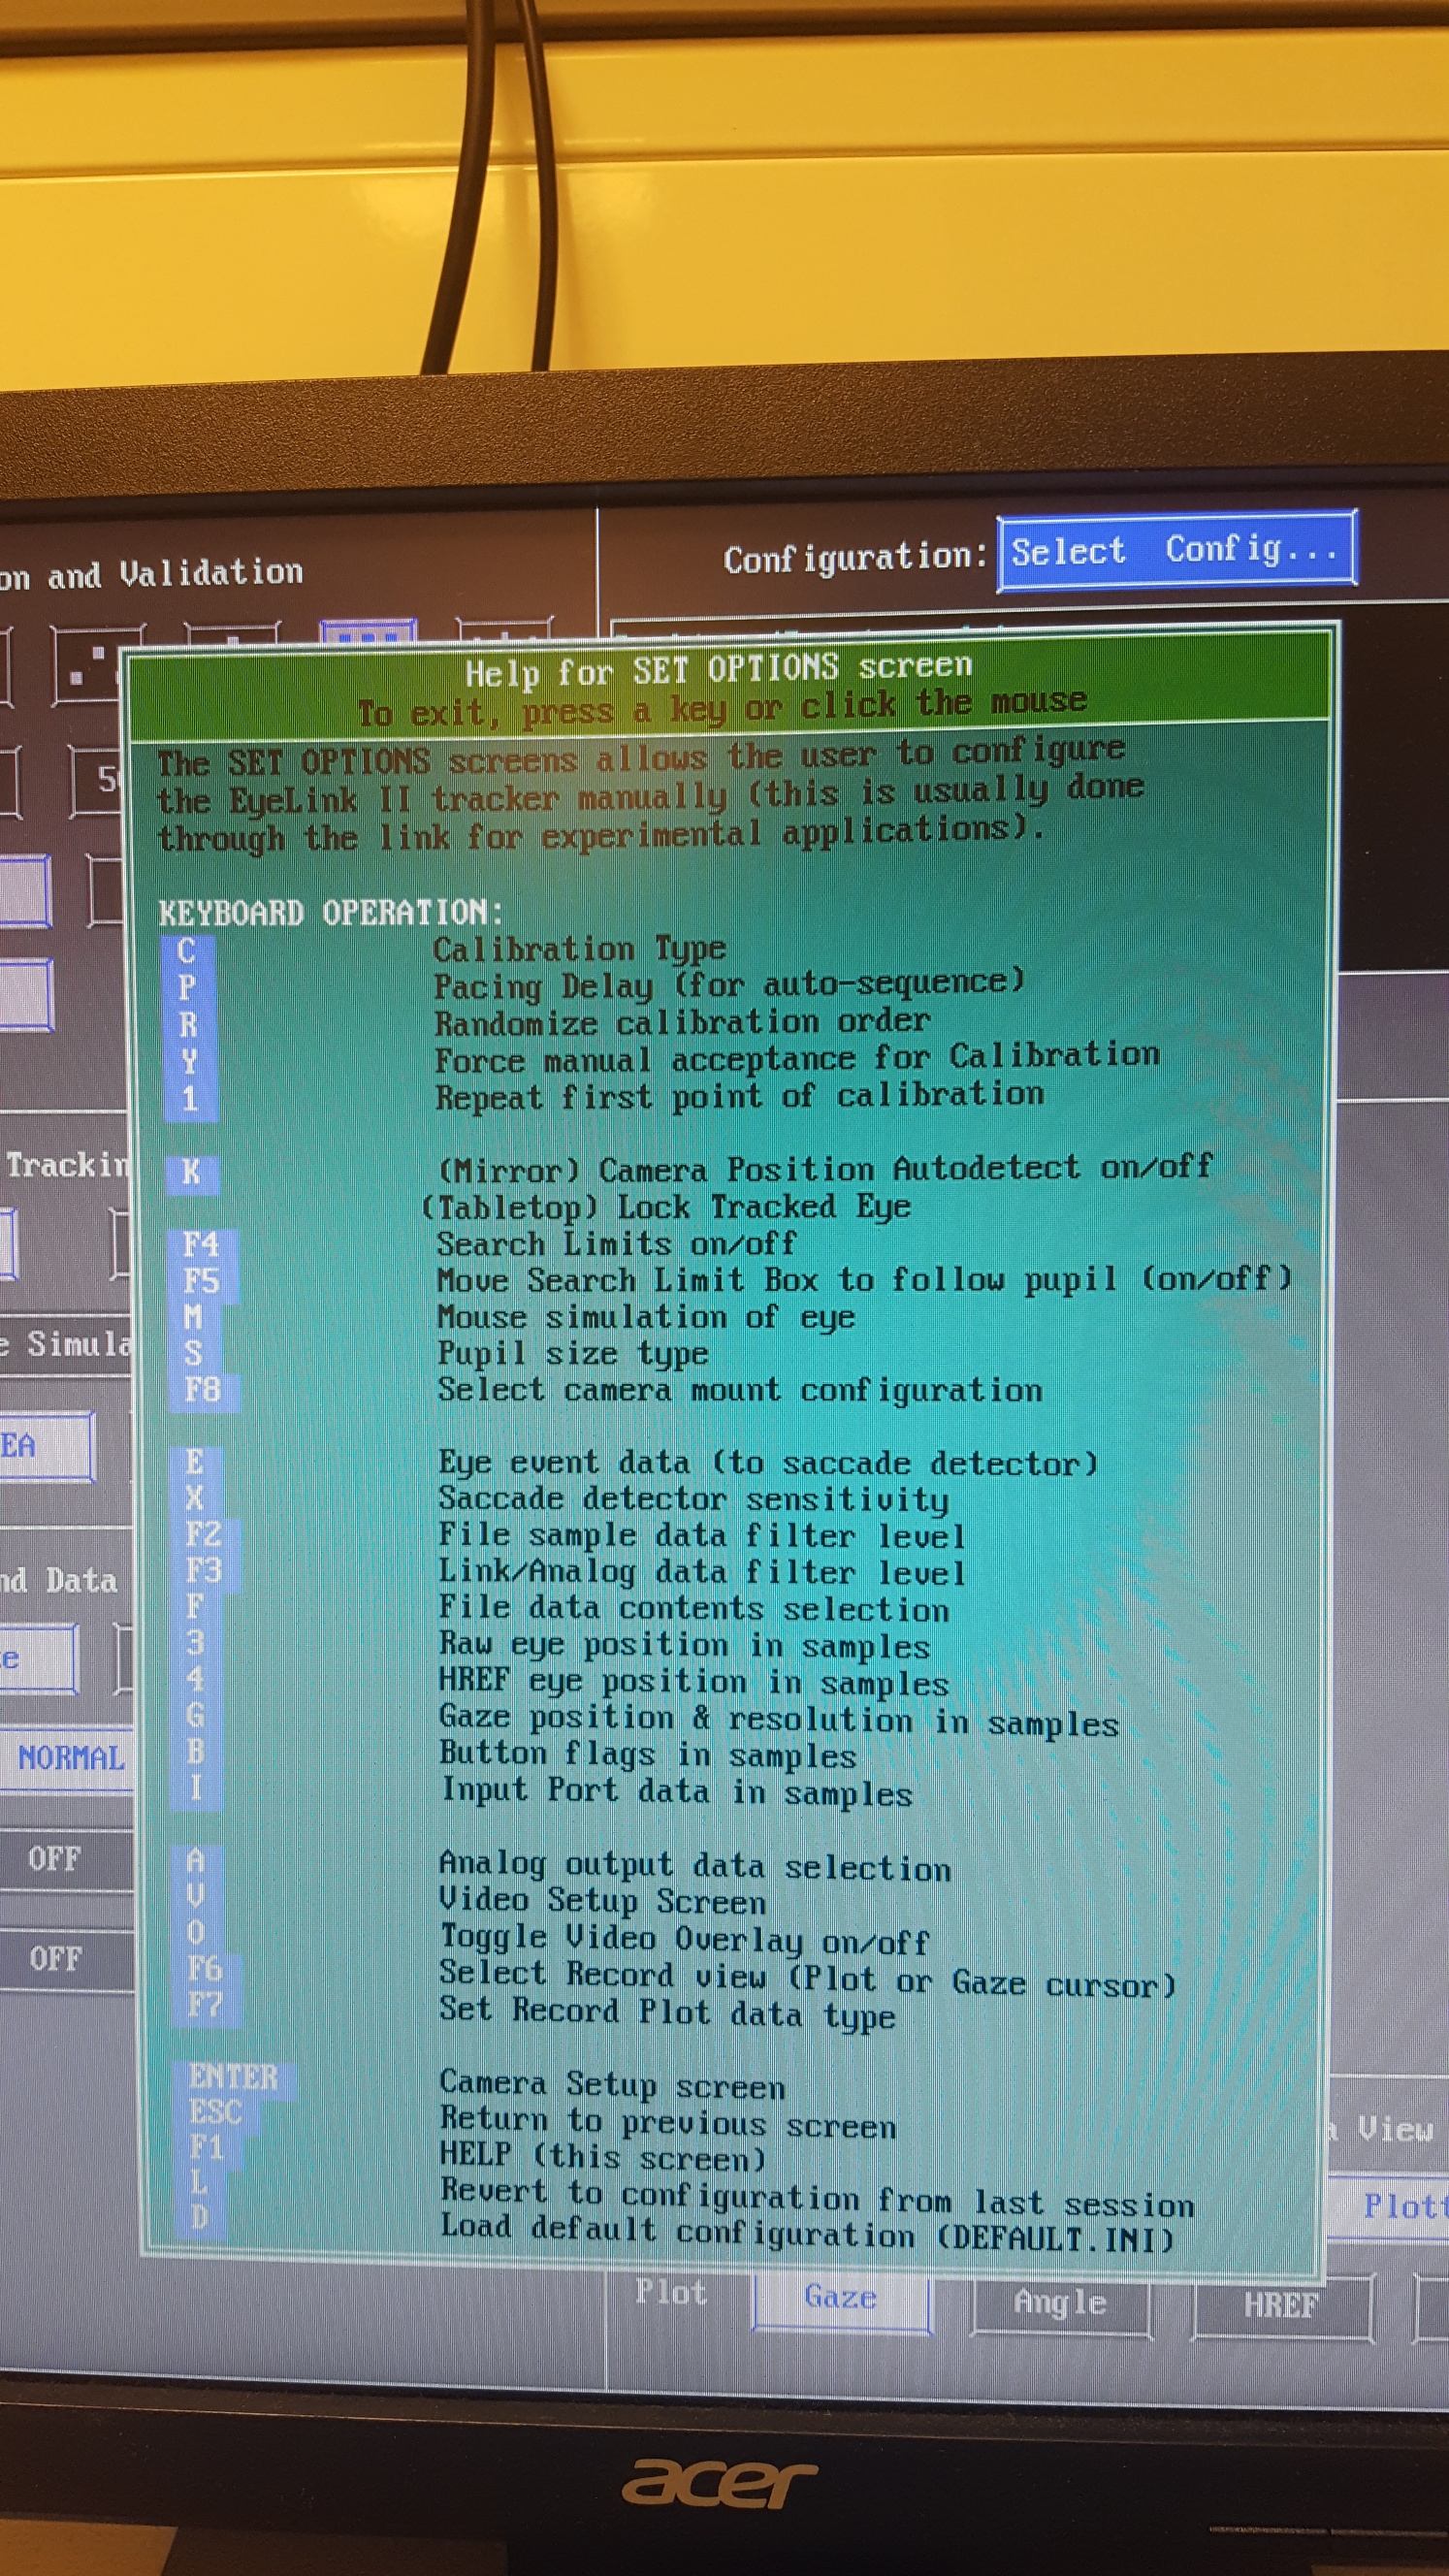 on and Validation
Configuration: Select Config...
Help for SET OPTIONS screen
To exit, press a key or click the mouse
The SET OPTIONS screens allows the user to configure
the EyeLink II tracker manually (this is usually done
through the link for experimental applications).
KEYBOARD OPERATION:
C Calibration Type
P Pacing Delay (for auto-sequence)
R Randomize calibration order
Y Force manual acceptance for Calibration
1 Repeat first point of calibration
K (Mirror) Camera Position Autodetect on/off
(Tabletop) Lock Tracked Eye
F4 Search Limits on/off
F5 Move Search Limit Box to follow pupil (on/off)
M Mouse simulation of eye
S Pupil size type
F8 Select camera mount configuration
E Eye event data (to saccade detector)
X Saccade detector sensitivity
F2 File sample data filter level
F3 Link/Analog data filter level
F File data contents selection
3 Raw eye position in samples
4 HREF eye position in samples
G Gaze position & resolution in samples
B Button flags in samples
I Input Port data in samples
A Analog output data selection
V Video Setup Screen
O Toggle Video Overlay on/off
F6 Select Record view (Plot or Gaze cursor)
F7 Set Record Plot data type
ENTER Camera Setup screen
ESC Return to previous screen
F1 HELP (this screen)
L Revert to configuration from last session
D Load default configuration (DEFAULT.INI)
5
Trackin
e Simula
EA
nd Data
e
NORMAL
OFF
OFF
View
Plott
Plot Gaze Angle HREF
acer